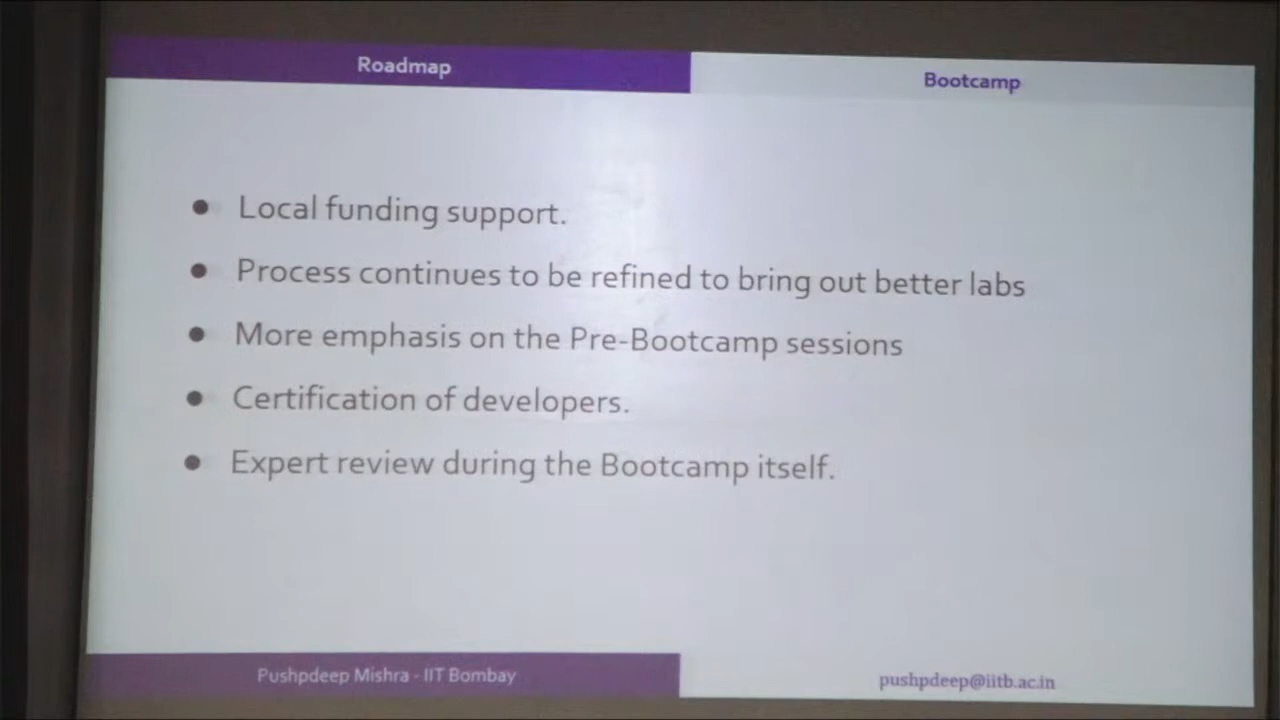 Roadmap
Bootcamp
● Local funding support.
● Process continues to be refined to bring out better labs
● More emphasis on the Pre-Bootcamp sessions
● Certification of developers.
● Expert review during the Bootcamp itself.
Pushpdeep Mishra - IIT Bombay
pushpdeep@iitb.ac.in